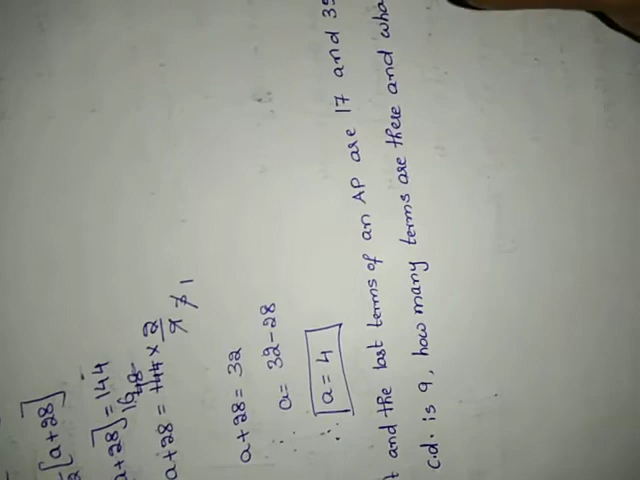 [a+28]
a+28] = 144
a+28 = 144 × 2/9
a+28 = 32
∴ a = 32-28
∴ a = 4
and the last terms of an AP are 17 and 35
c.d. is 9, how many terms are there and wha